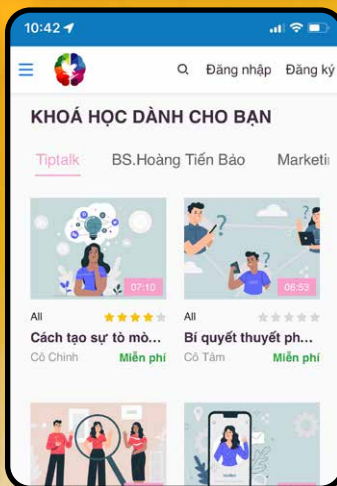 10:42
Đăng nhập Đăng ký
KHOÁ HỌC DÀNH CHO BẠN
Tiptalk BS.Hoàng Tiến Bảo Marketi
07:10
06:53
All
All
Cách tạo sự tò mò...
Bí quyết thuyết ph...
Cô Chinh Miễn phí
Cô Tâm Miễn phí